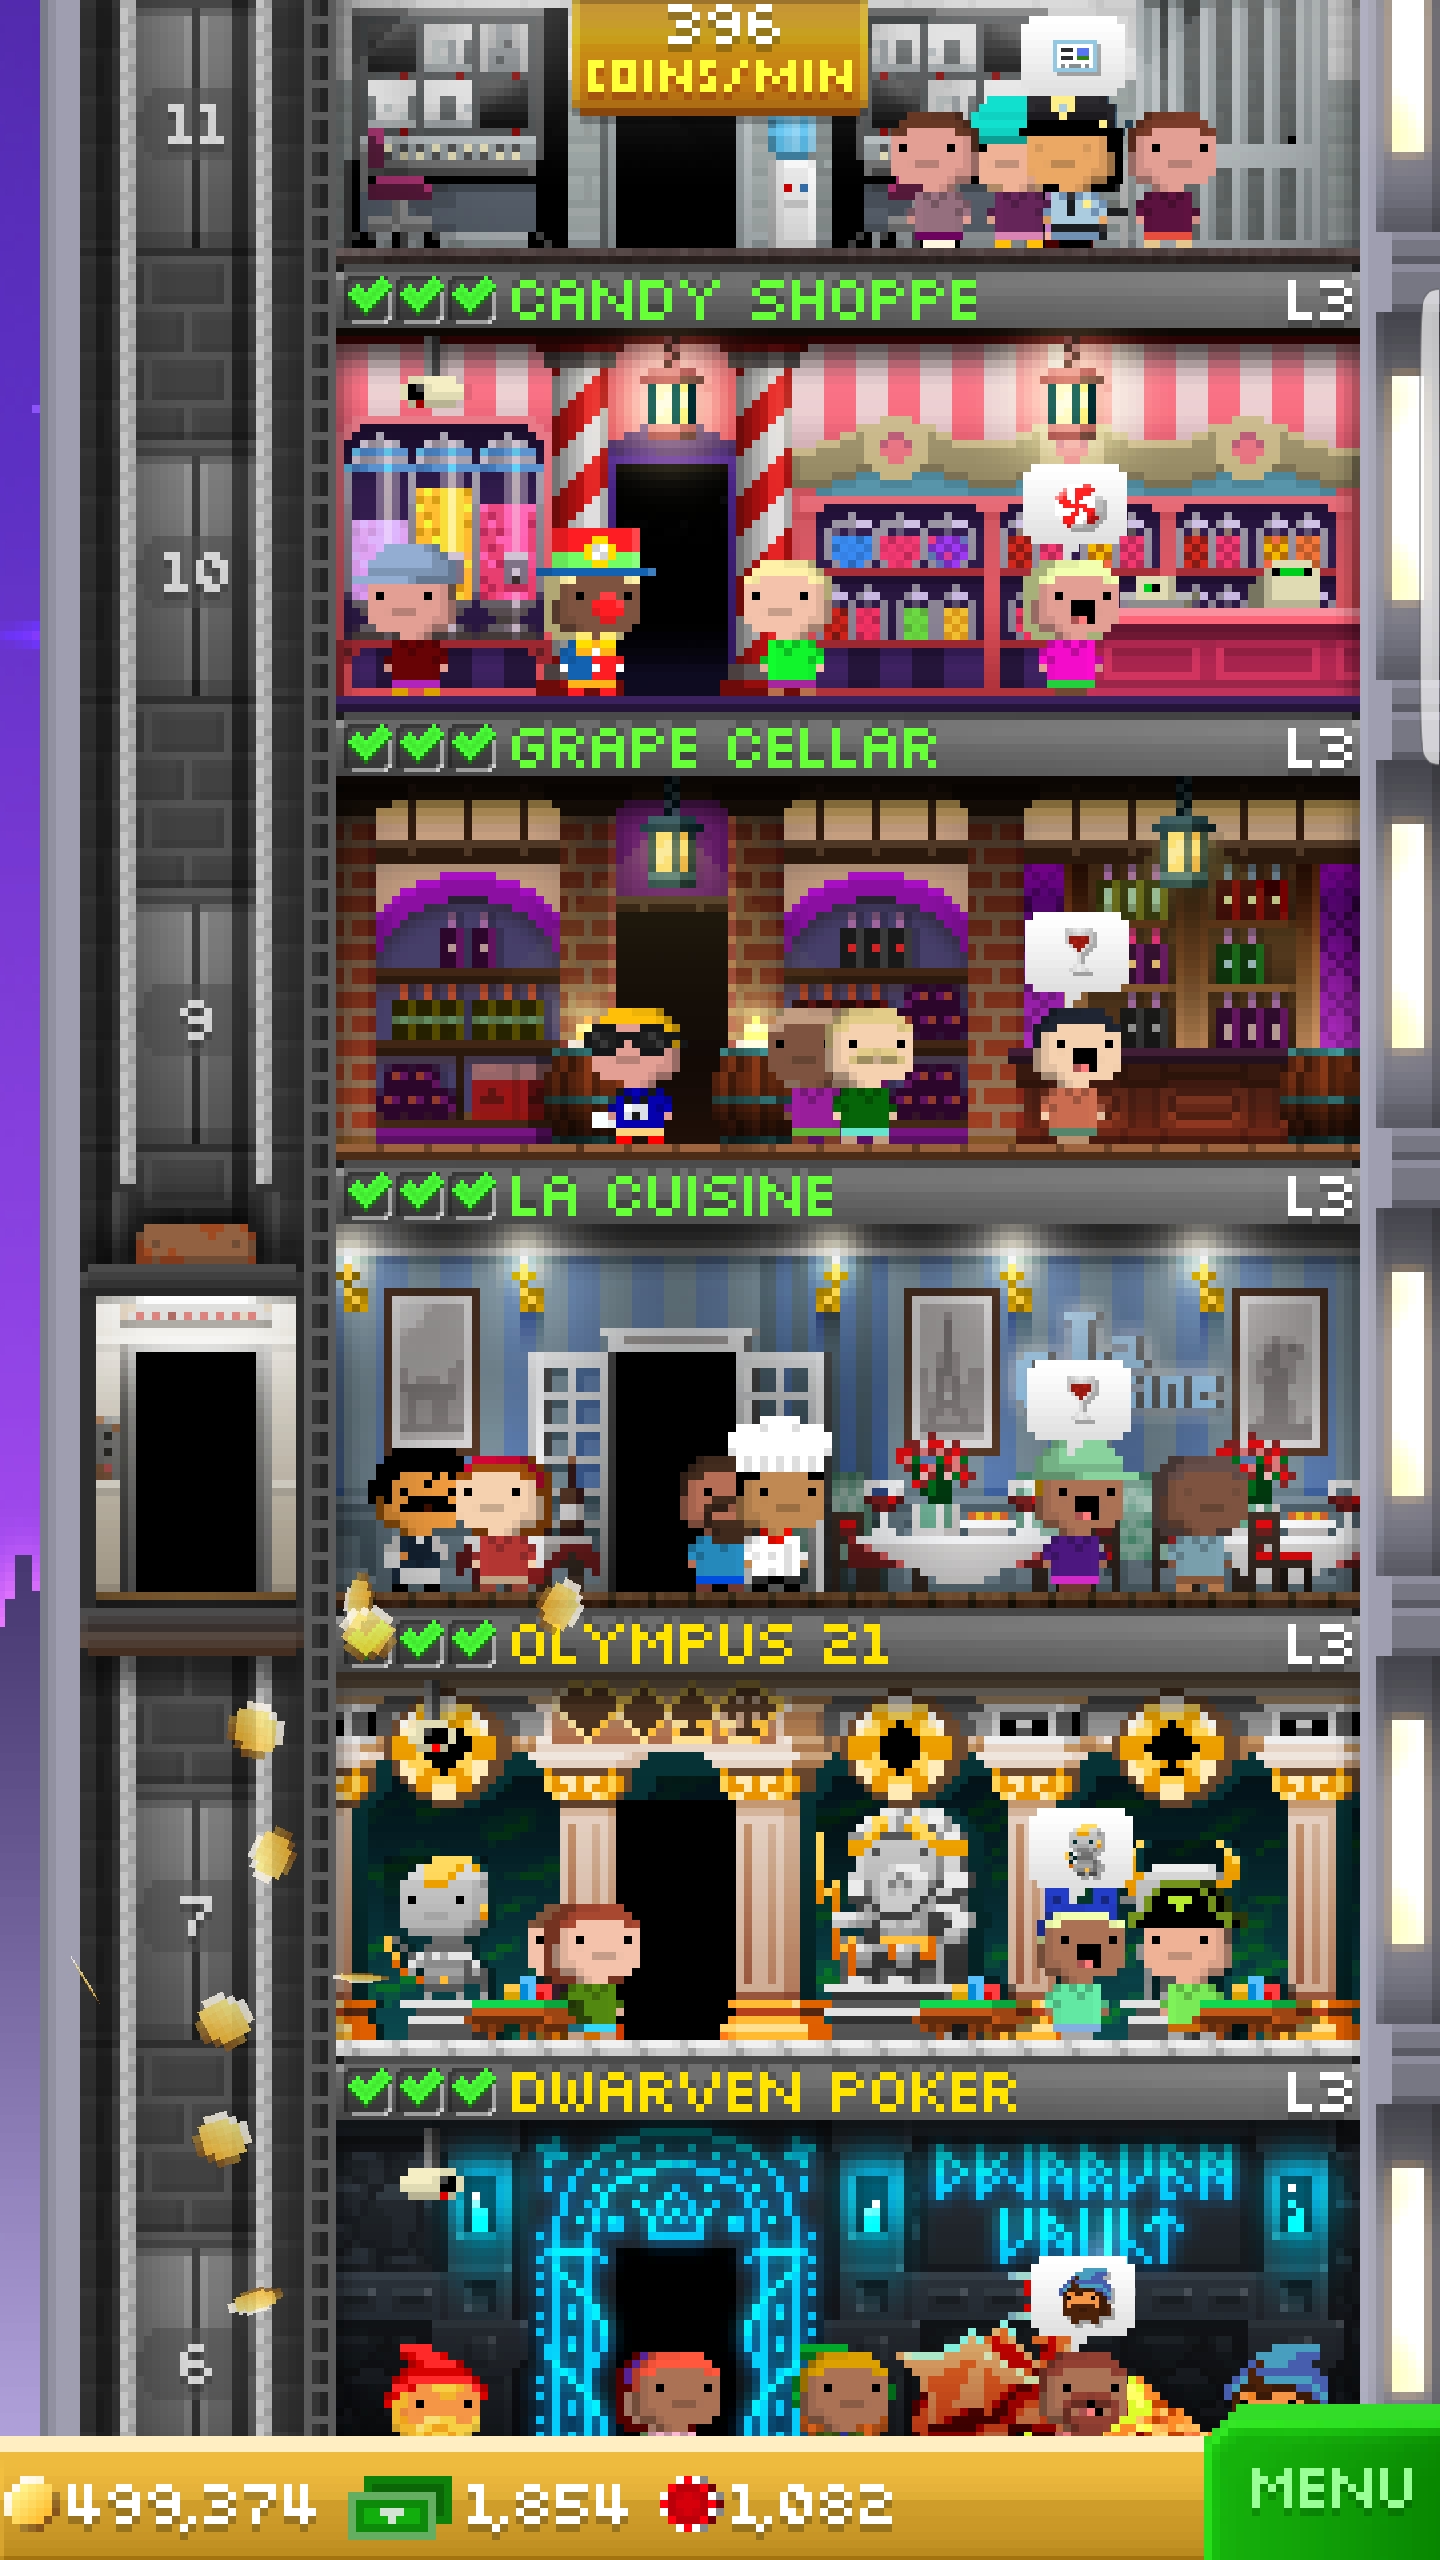 396
COINS/MIN
11
CANDY SHOPPE L3
10
GRAPE CELLAR L3
9
LA CUISINE L3
OLYMPUS 21 L3
7
DWARVEN POKER L3
DWARVEN
VAULT
6
499,374 1,854 1,082
MENU